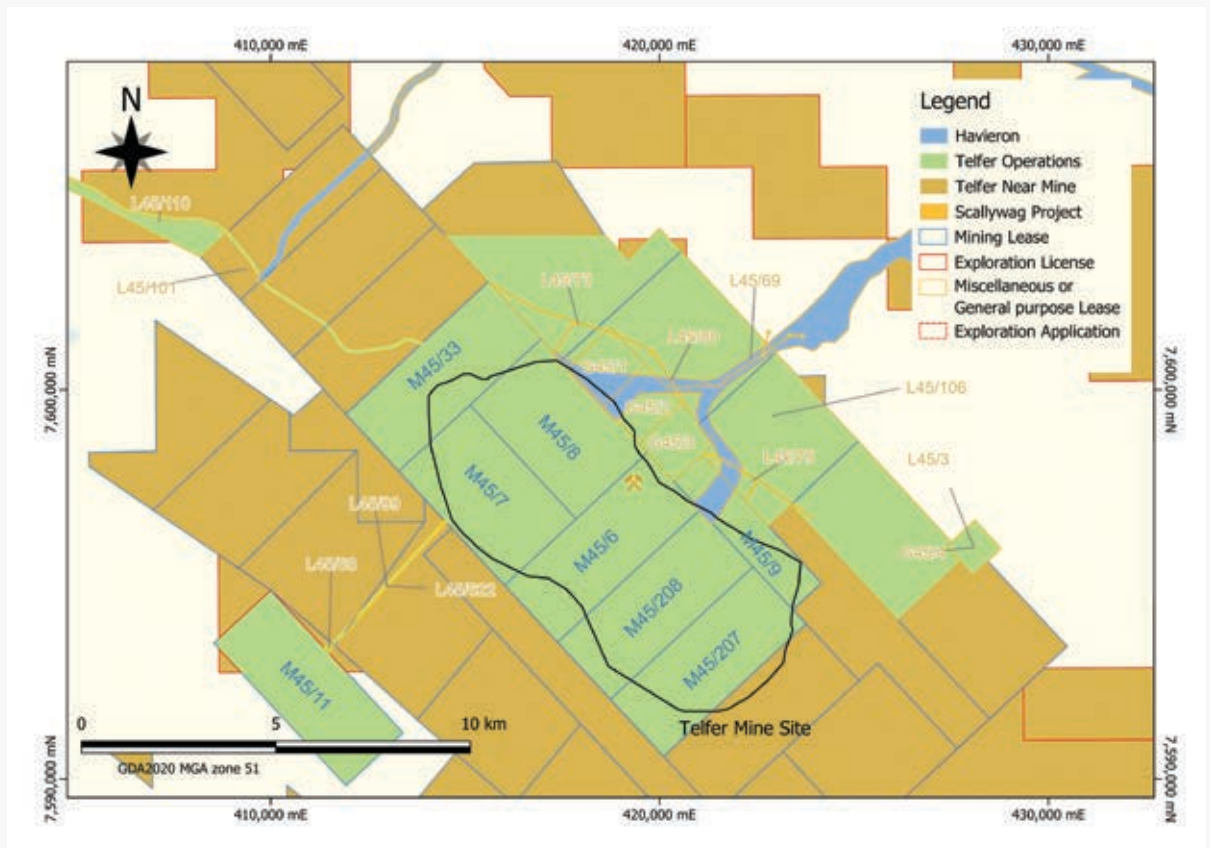 410,000 mE
420,000 mE
430,000 mE
N
Legend
Havieron
Telfer Operations
Telfer Near Mine
Scallywag Project
Mining Lease
Exploration License
Miscellaneous or
General purpose Lease
Exploration Application
L45/101
L45/69
M45/33
G45/1
L45/106
7,600,000 mN
7,600,000 mN
M45/8
G45/2
L45/3
M45/7
M45/6
M45/9
M45/208
M45/207
M45/11
Telfer Mine Site
0
5
10 km
GDA2020 MGA zone 51
7,590,000 mN
7,590,000 mN
410,000 mE
420,000 mE
430,000 mE